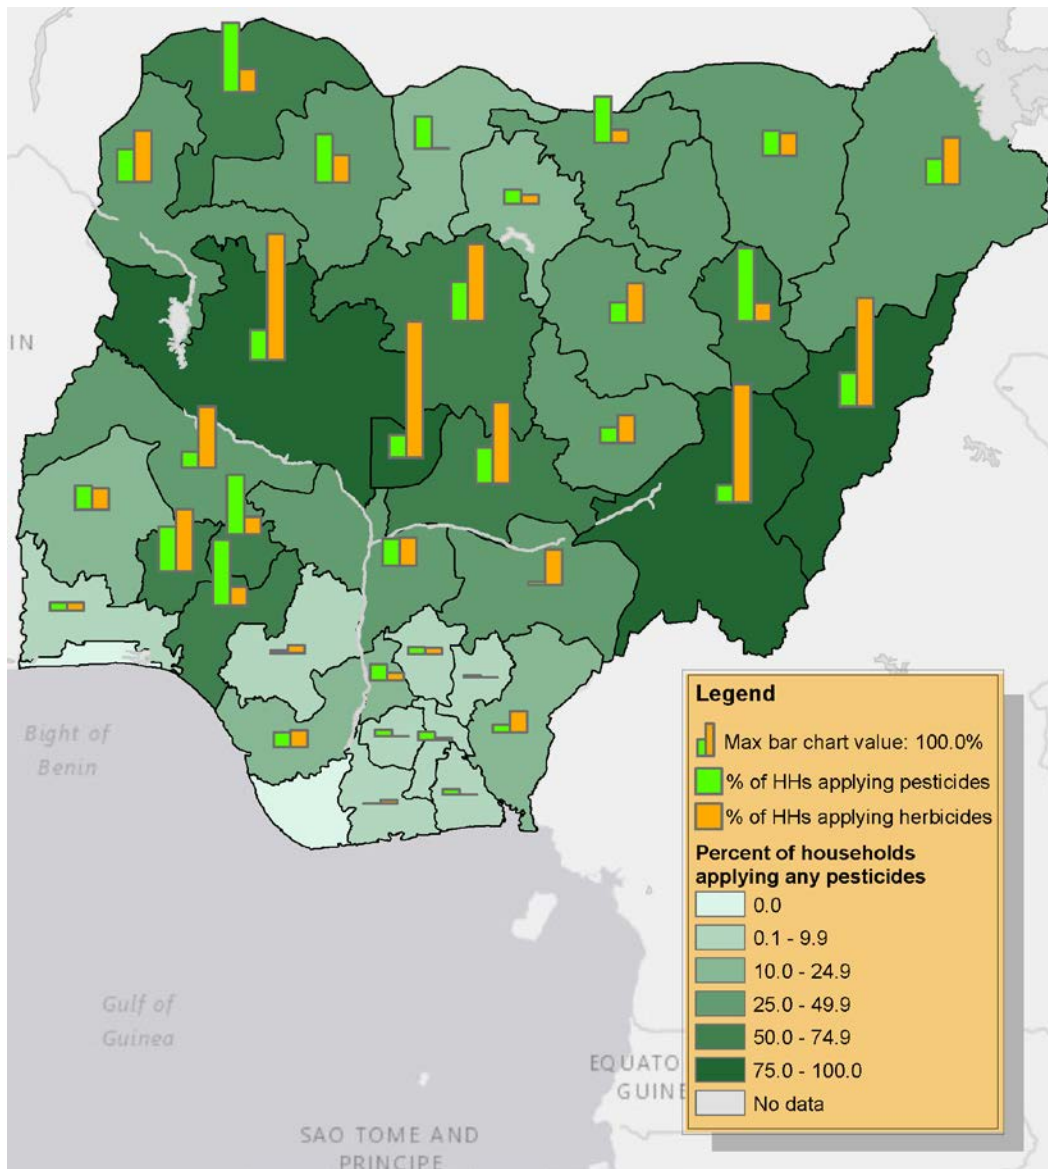 IN
Bight of
Benin
Gulf of
Guinea
EQUATO
GUINE
SAO TOME AND
PRINCIPE
Legend
Max bar chart value: 100.0%
% of HHs applying pesticides
% of HHs applying herbicides
Percent of households
applying any pesticides
0.0
0.1 - 9.9
10.0 - 24.9
25.0 - 49.9
50.0 - 74.9
75.0 - 100.0
No data